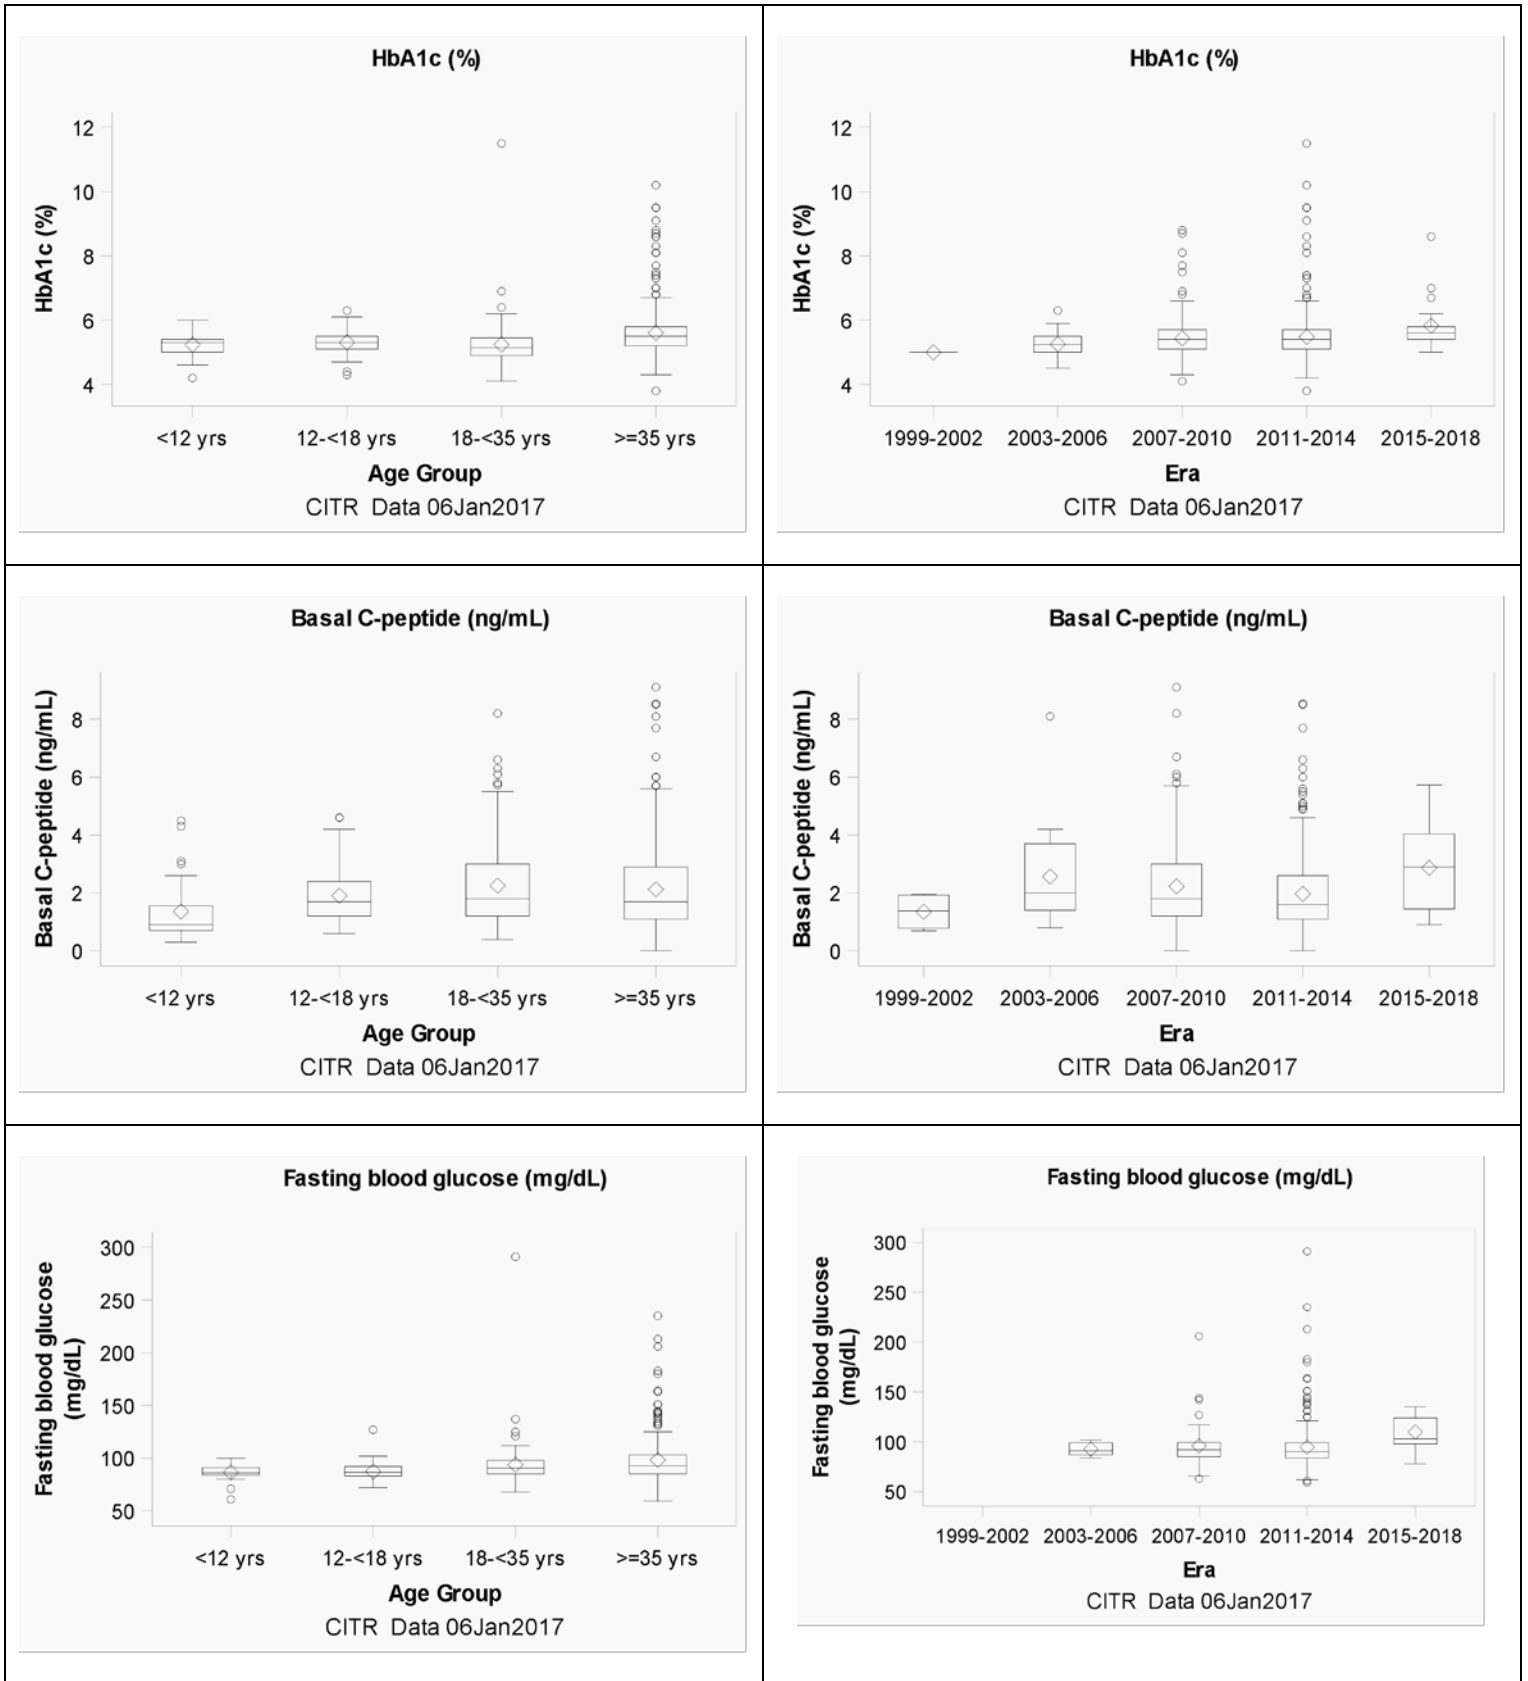 HbA1c (%)
HbA1c (%)
12
10
8
6
4
<12 yrs 12-<18 yrs 18-<35 yrs >=35 yrs
Age Group
CITR Data 06Jan2017
HbA1c (%)
HbA1c (%)
12
10
8
6
4
1999-2002 2003-2006 2007-2010 2011-2014 2015-2018
Era
CITR Data 06Jan2017
Basal C-peptide (ng/mL)
Basal C-peptide (ng/mL)
8
6
4
2
0
<12 yrs 12-<18 yrs 18-<35 yrs >=35 yrs
Age Group
CITR Data 06Jan2017
Basal C-peptide (ng/mL)
Basal C-peptide (ng/mL)
8
6
4
2
0
1999-2002 2003-2006 2007-2010 2011-2014 2015-2018
Era
CITR Data 06Jan2017
Fasting blood glucose (mg/dL)
Fasting blood glucose
(mg/dL)
300
250
200
150
100
50
<12 yrs 12-<18 yrs 18-<35 yrs >=35 yrs
Age Group
CITR Data 06Jan2017
Fasting blood glucose (mg/dL)
Fasting blood glucose
(mg/dL)
300
250
200
150
100
50
1999-2002 2003-2006 2007-2010 2011-2014 2015-2018
Era
CITR Data 06Jan2017